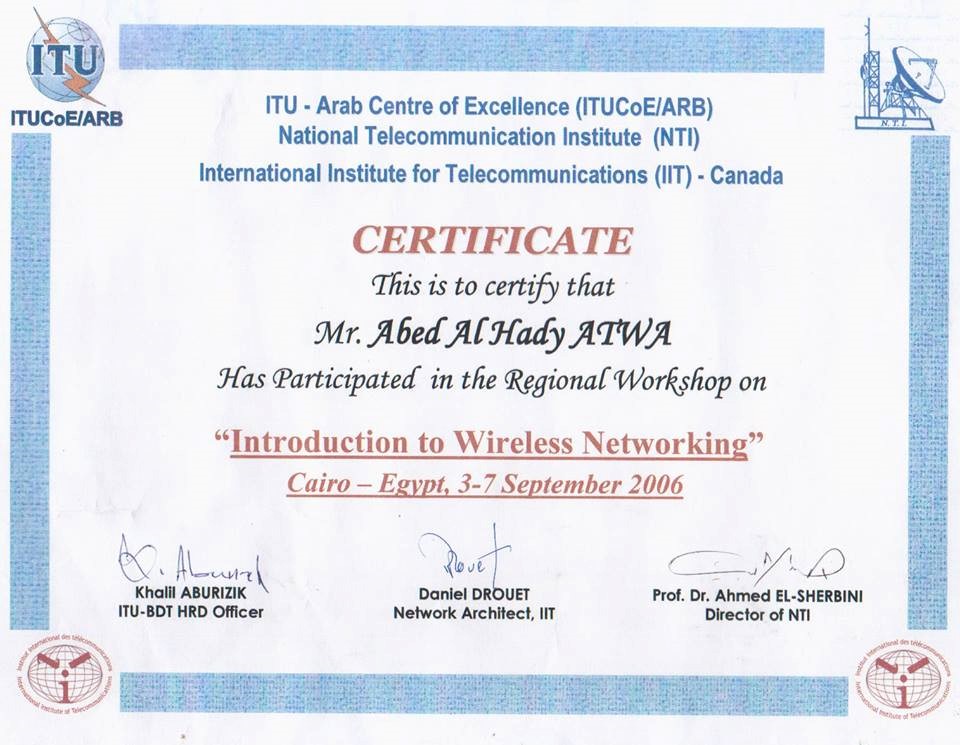 ITU
ITUCoE/ARB
N.T.I.
ITU - Arab Centre of Excellence (ITUCoE/ARB)
National Telecommunication Institute (NTI)
International Institute for Telecommunications (IIT) - Canada
CERTIFICATE
This is to certify that
Mr. Abed Al Hady ATWA
Has Participated in the Regional Workshop on
“Introduction to Wireless Networking”
Cairo – Egypt, 3-7 September 2006
Khalil ABURIZIK
ITU-BDT HRD Officer
Daniel DROUET
Network Architect, IIT
Prof. Dr. Ahmed EL-SHERBINI
Director of NTI
Institut international des télécommunications
International Institute of Telecommunications
Institut international des télécommunications
International Institute of Telecommunications